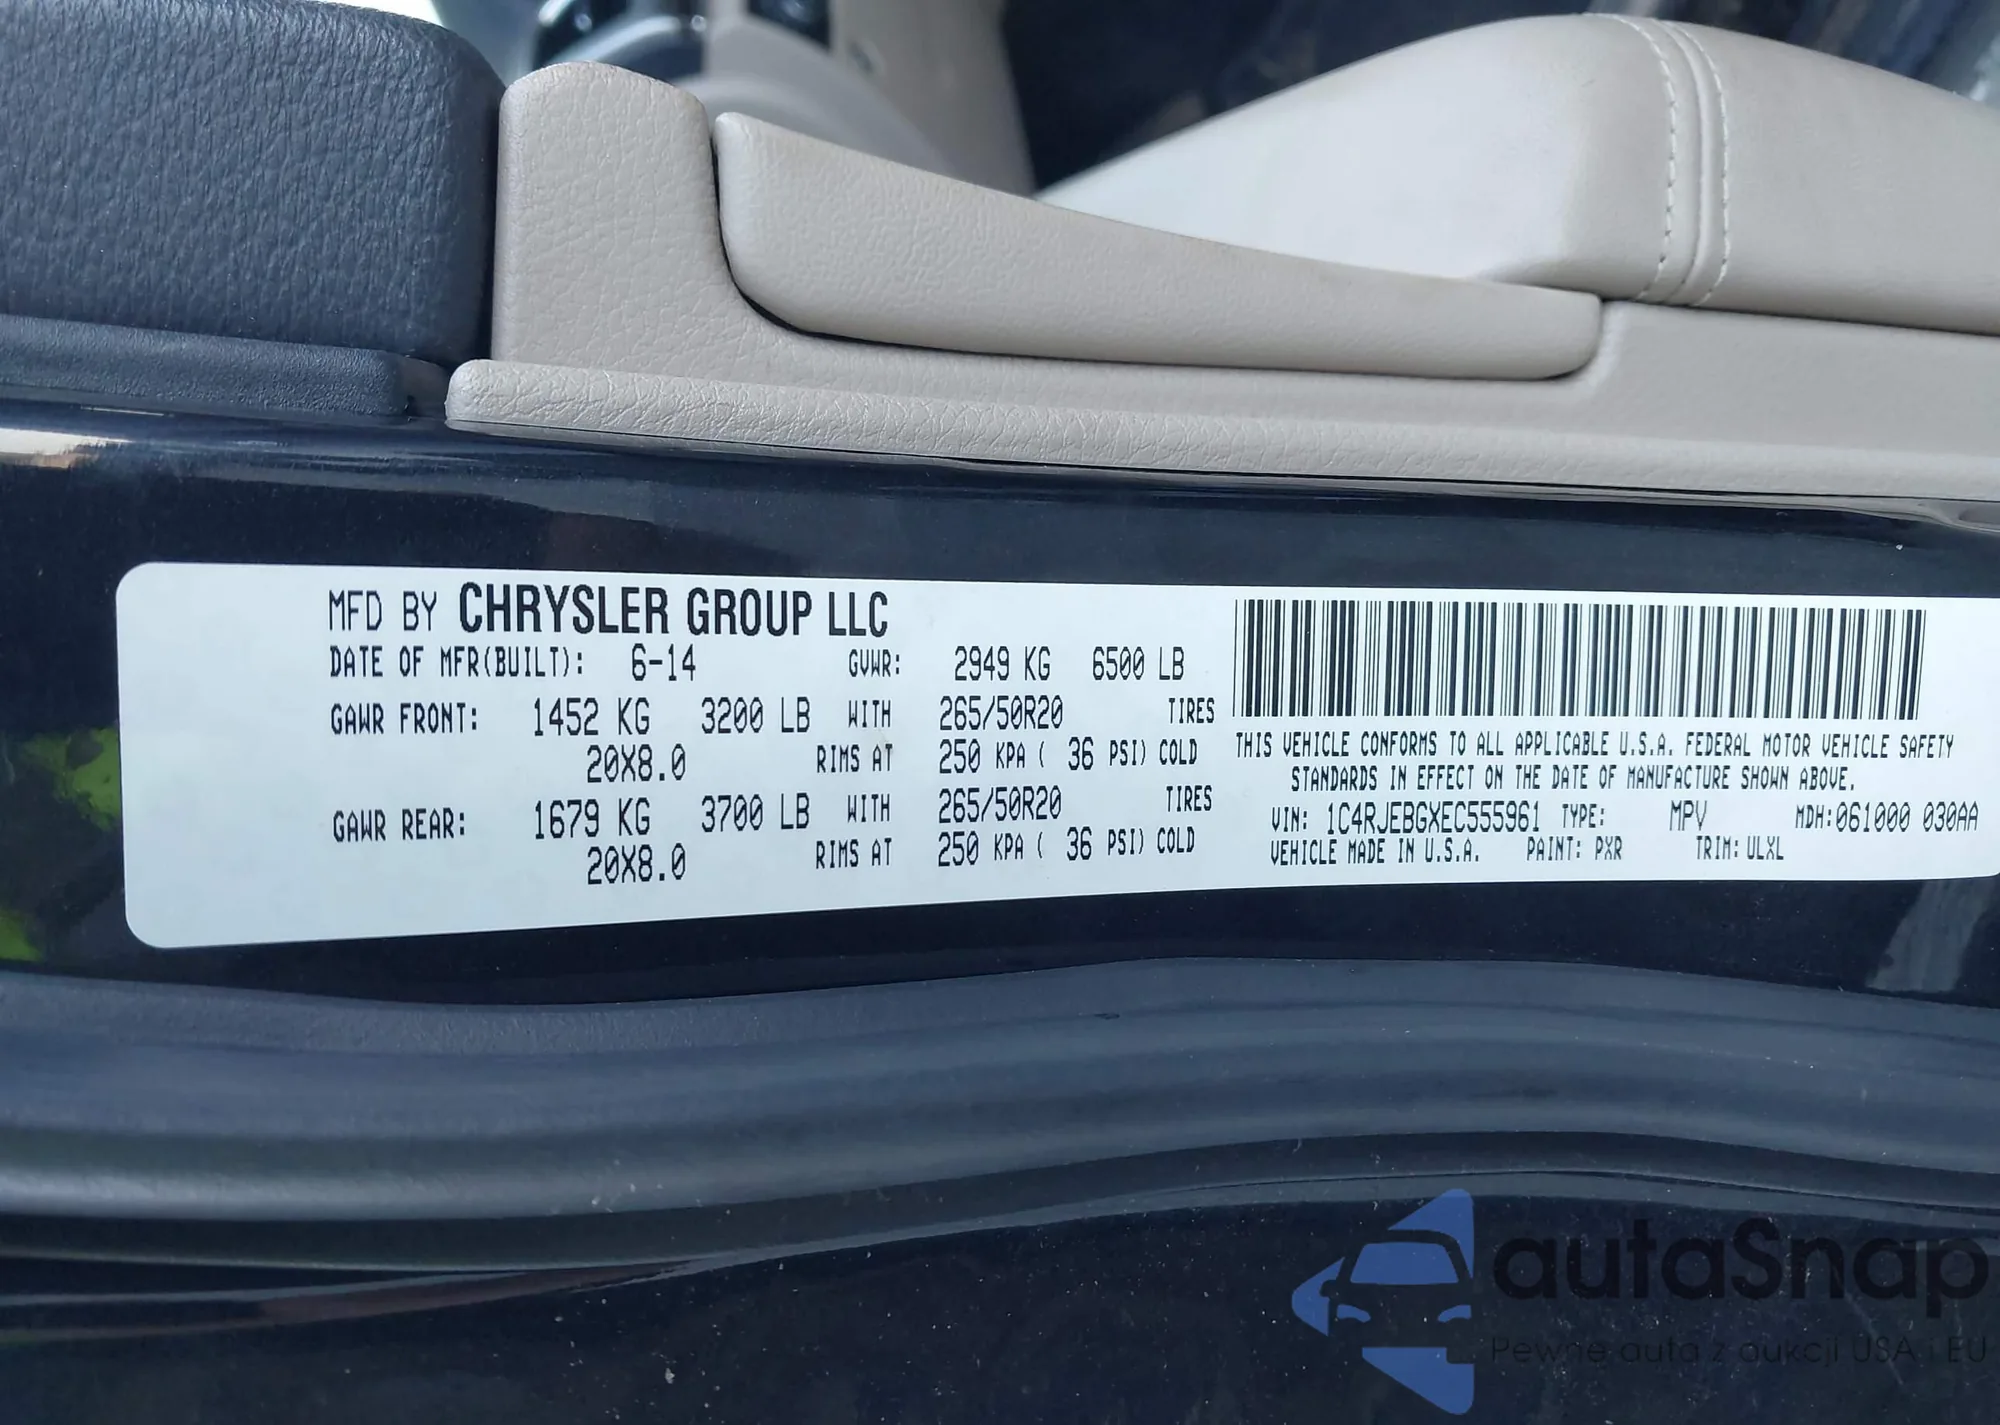 MFD BY CHRYSLER GROUP LLC
DATE OF MFR(BUILT): 6-14 GVWR: 2949 KG 6500 LB
GAWR FRONT: 1452 KG 3200 LB WITH 265/50R20 TIRES
20X8.0 RIMS AT 250 KPA ( 36 PSI) COLD
GAWR REAR: 1679 KG 3700 LB WITH 265/50R20 TIRES
20X8.0 RIMS AT 250 KPA ( 36 PSI) COLD
THIS VEHICLE CONFORMS TO ALL APPLICABLE U.S.A. FEDERAL MOTOR VEHICLE SAFETY
STANDARDS IN EFFECT ON THE DATE OF MANUFACTURE SHOWN ABOVE.
VIN: 1C4RJEBGXEC555961 TYPE: MPV MDH:061000 030AA
VEHICLE MADE IN U.S.A. PAINT: PXR TRIM: ULXL
autaSnap
Pewne auta z aukcji USA i EU